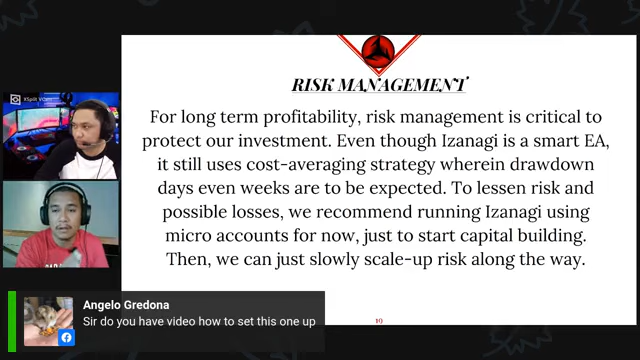 XSplit VCam
RISK MANAGEMENT
For long term profitability, risk management is critical to
protect our investment. Even though Izanagi is a smart EA,
it still uses cost-averaging strategy wherein drawdown
days even weeks are to be expected. To lessen risk and
possible losses, we recommend running Izanagi using
micro accounts for now, just to start capital building.
Then, we can just slowly scale-up risk along the way.
Angelo Gredona
Sir do you have video how to set this one up
19